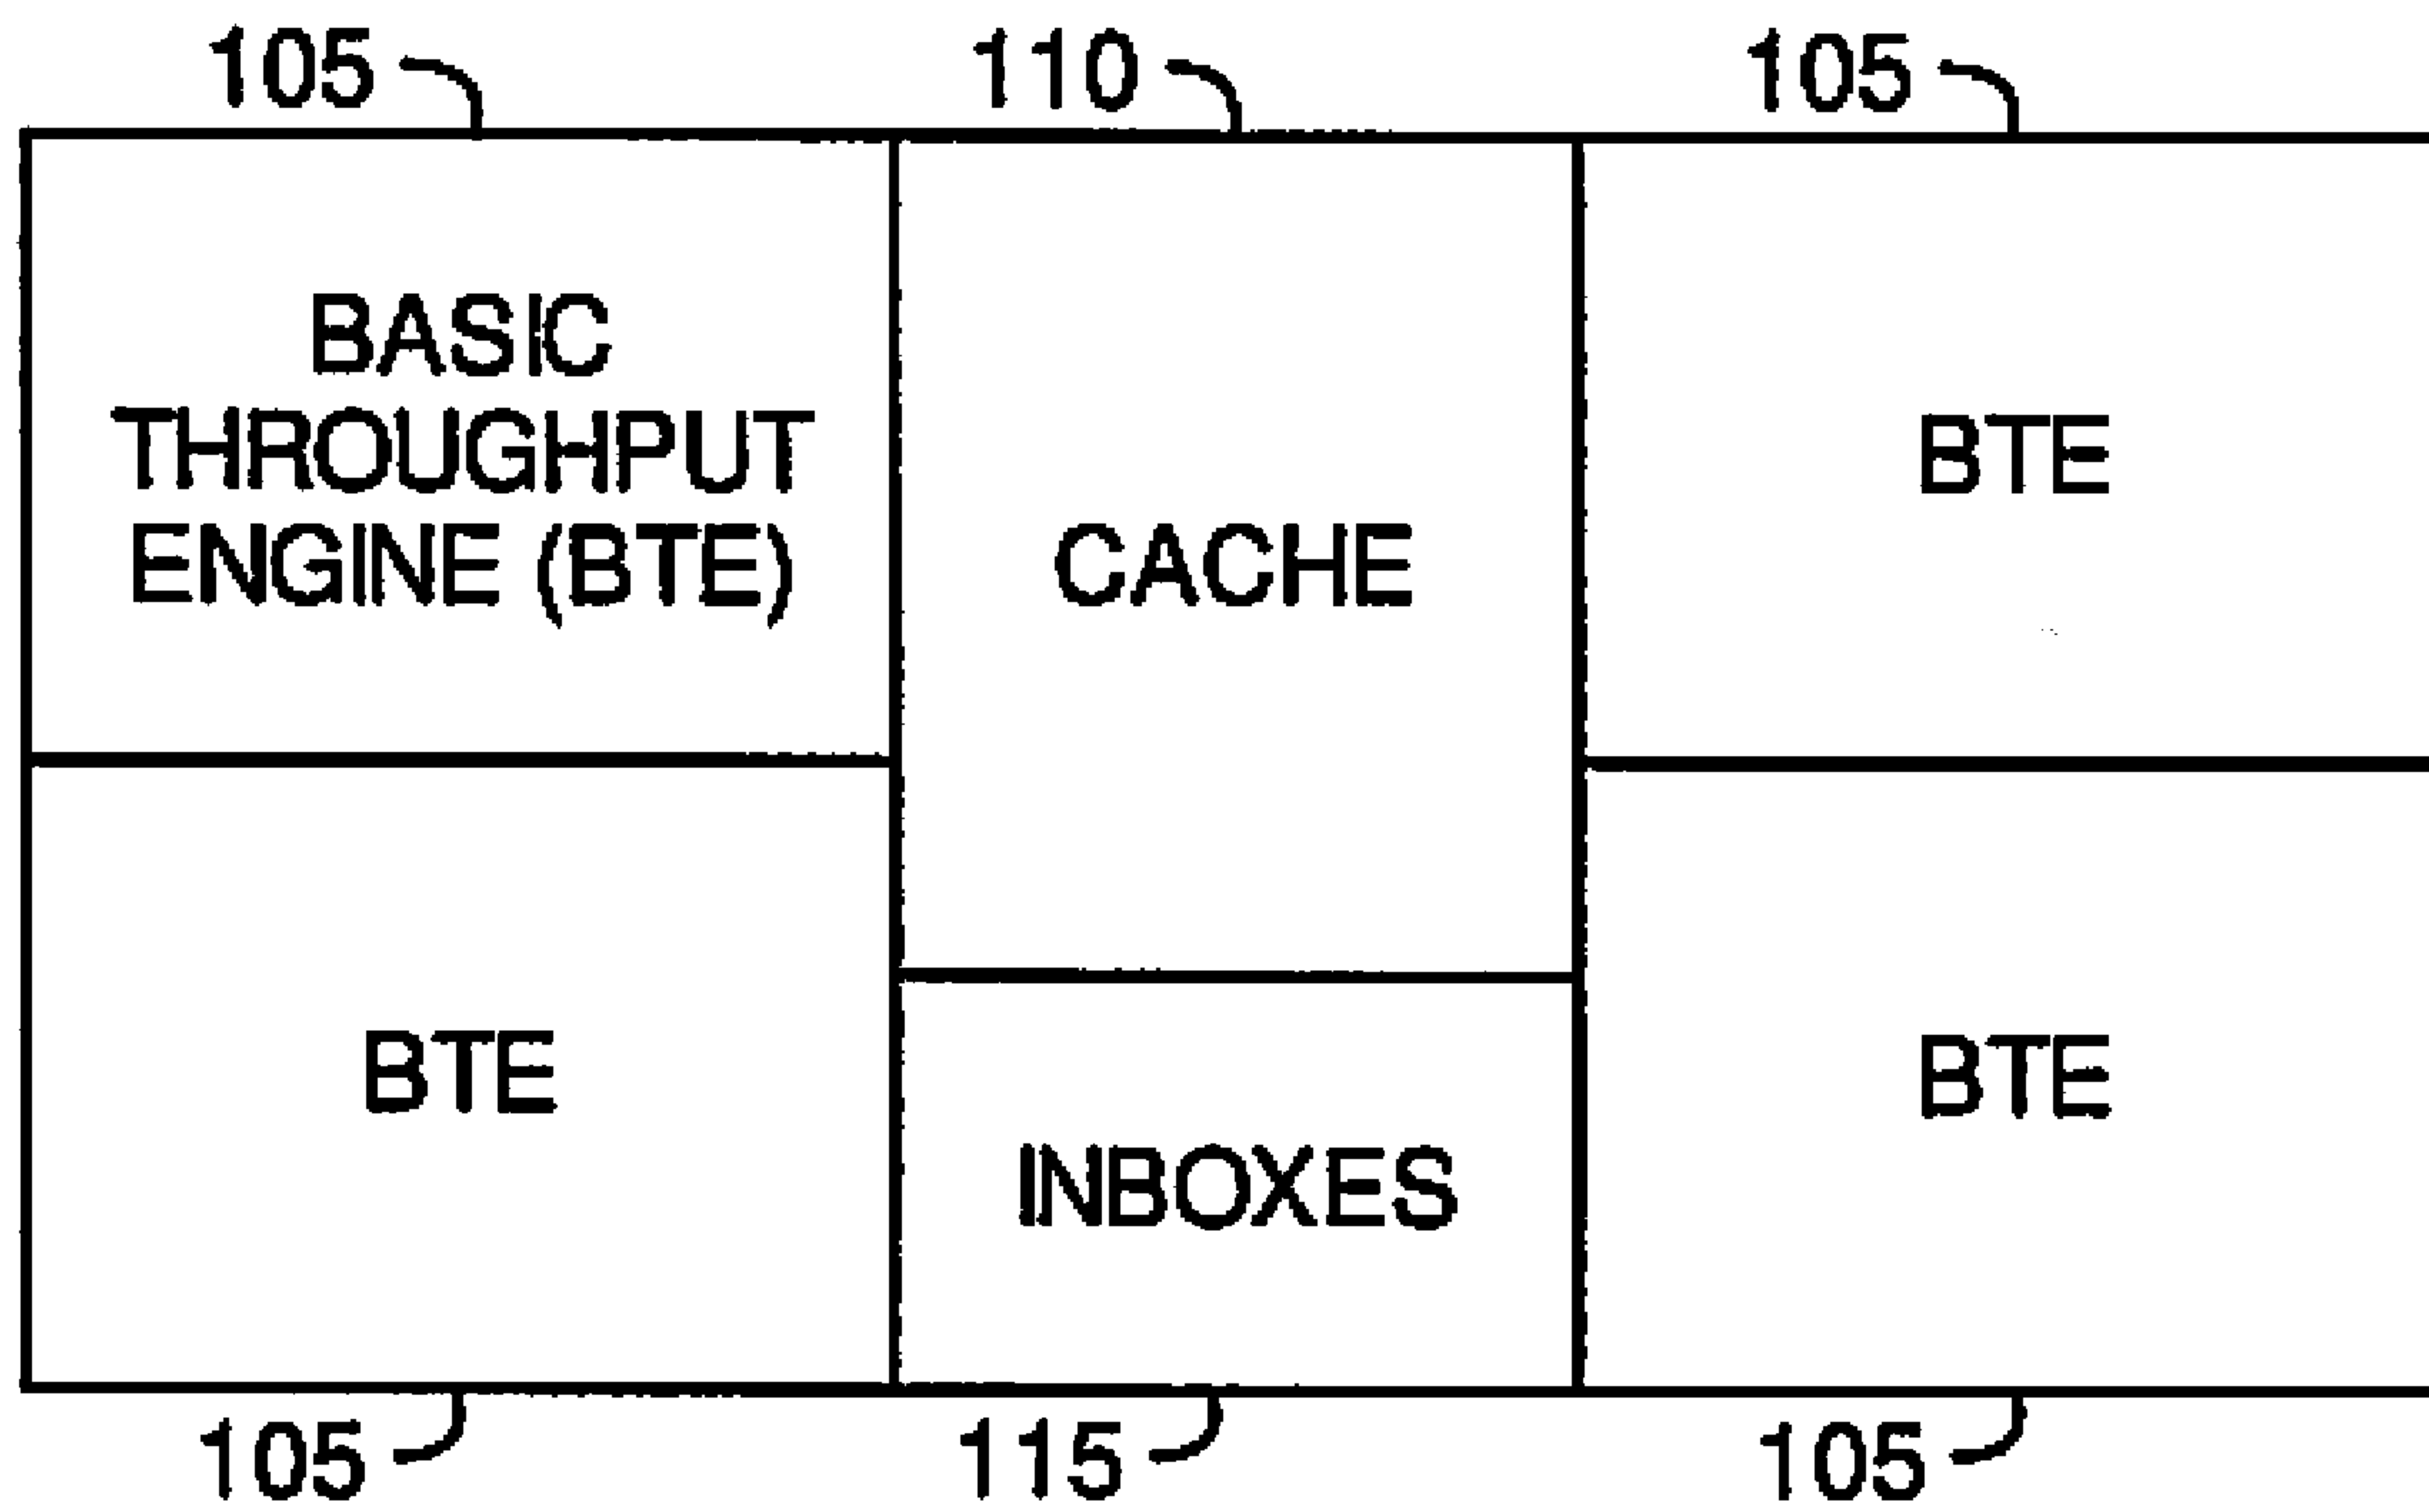 105
110
105
BASIC
THROUGHPUT
ENGINE (BTE)
CACHE
BTE
BTE
INBOXES
BTE
105
115
105